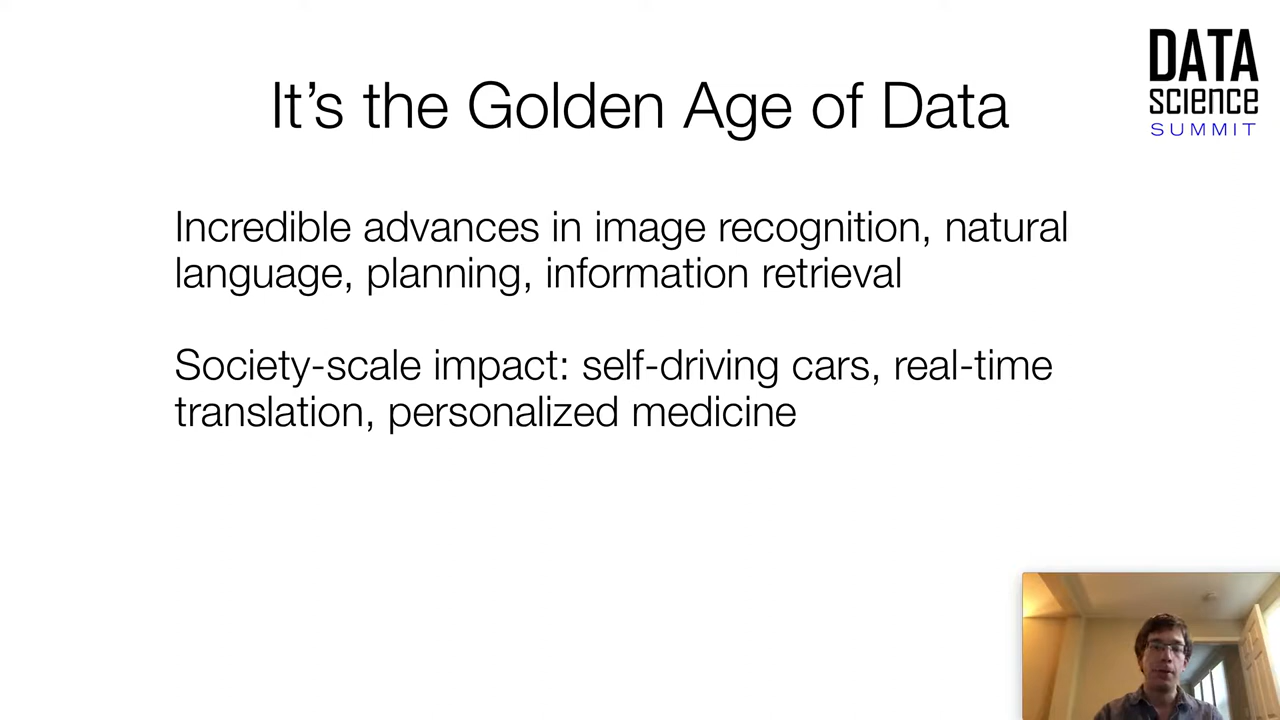 It's the Golden Age of Data
DATA
science
SUMMIT
Incredible advances in image recognition, natural
language, planning, information retrieval
Society-scale impact: self-driving cars, real-time
translation, personalized medicine